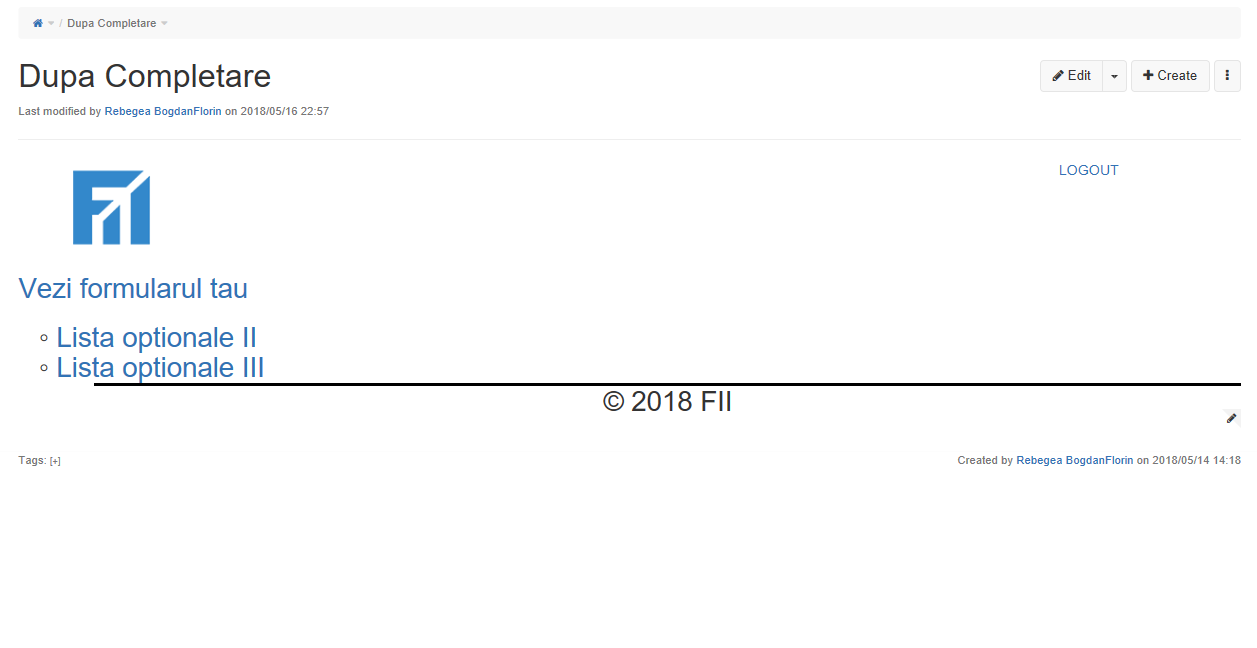 / Dupa Completare
Dupa Completare
Edit
Create
Last modified by Rebegea BogdanFlorin on 2018/05/16 22:57
FII
LOGOUT
Vezi formularul tau
Lista optionale II
Lista optionale III
© 2018 FII
Tags: [+]
Created by Rebegea BogdanFlorin on 2018/05/14 14:18